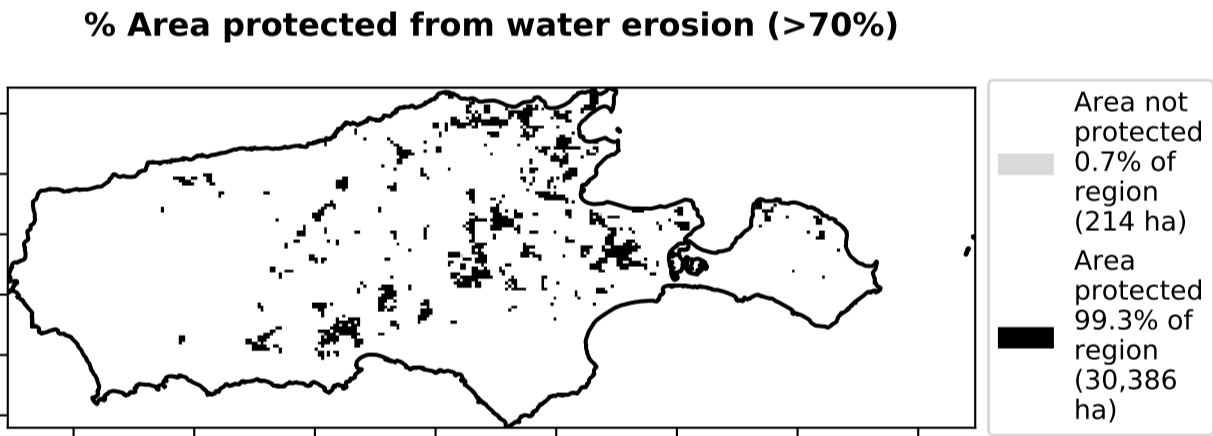 % Area protected from water erosion (>70%)
Area not
protected
0.7% of
region
(214 ha)
Area
protected
99.3% of
region
(30,386
ha)